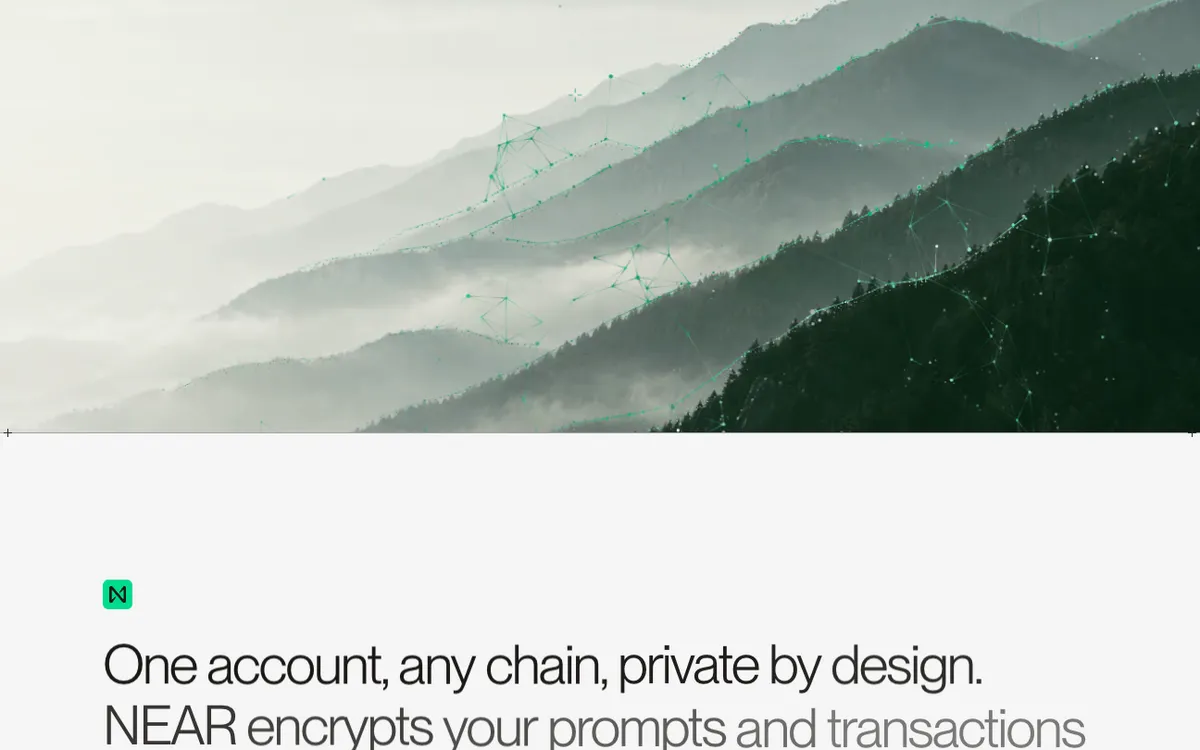 One account, any chain, private by design.
NEAR encrypts your prompts and transactions